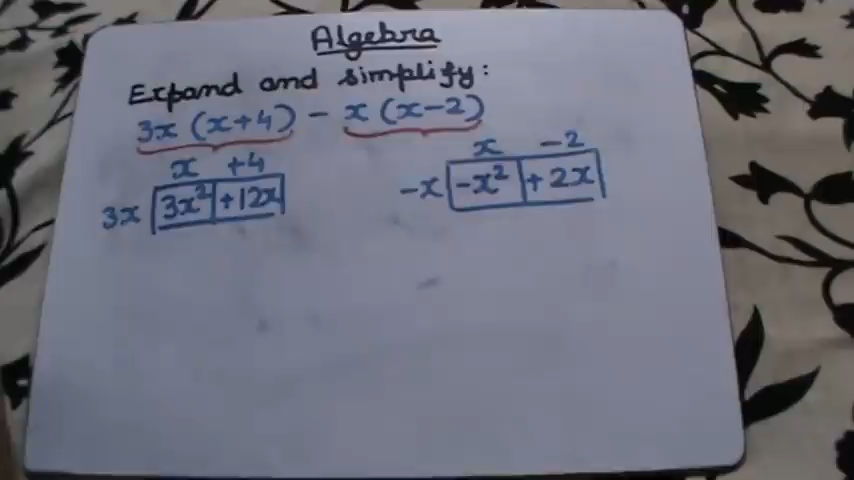 Algebra
Expand and simplify:
3x (x+4) - x (x-2)
x +4
3x 3x² +12x
x -2
-x -x² +2x